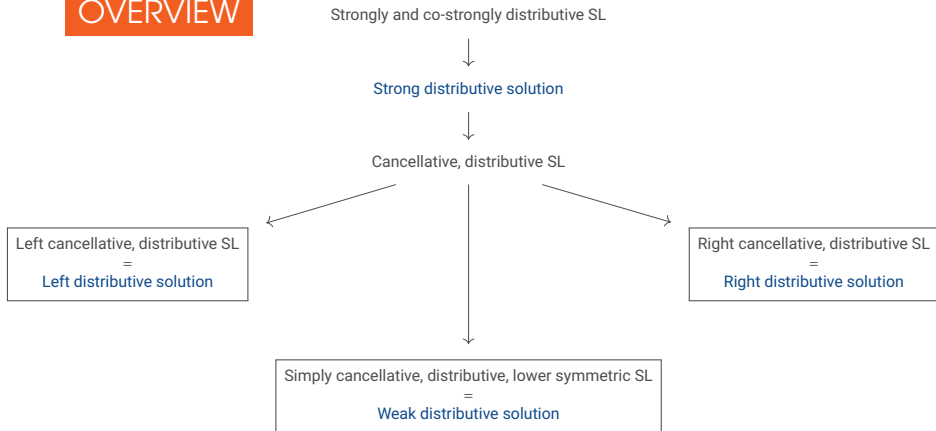 OVERVIEW
Strongly and co-strongly distributive SL
Strong distributive solution
Cancellative, distributive SL
Left cancellative, distributive SL
=
Left distributive solution
Right cancellative, distributive SL
=
Right distributive solution
Simply cancellative, distributive, lower symmetric SL
=
Weak distributive solution